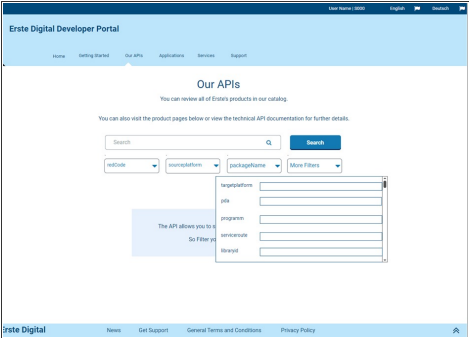 User Name | S000 English Deutsch
Erste Digital Developer Portal
Home Getting Started Our APIs Applications Services Support
Our APIs
You can review all of Erste's products in our catalog.
You can also visit the product pages below or view the technical API documentation for further details.
Search Search
redCode sourceplatform packageName More Filters
targetplatform
pda
programm
serviceroute
libraryid
The API allows you to s
So Filter yo
Erste Digital News Get Support General Terms and Conditions Privacy Policy